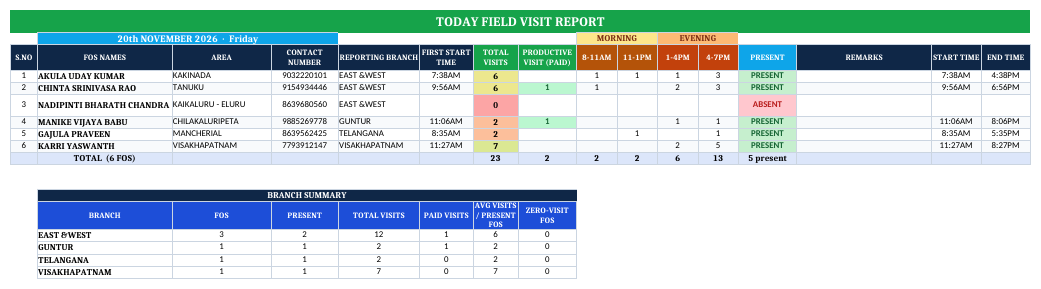 TODAY FIELD VISIT REPORT
20th NOVEMBER 2026 · Friday MORNING EVENING
S.NO FOS NAMES AREA CONTACT NUMBER REPORTING BRANCH FIRST START TIME TOTAL VISITS PRODUCTIVE VISIT (PAID) 8-11AM 11-1PM 1-4PM 4-7PM PRESENT REMARKS START TIME END TIME
1 AKULA UDAY KUMAR KAKINADA 9032220101 EAST &WEST 7:38AM 6 1 1 1 3 PRESENT 7:38AM 4:38PM
2 CHINTA SRINIVASA RAO TANUKU 9154934446 EAST &WEST 9:56AM 6 1 1 2 3 PRESENT 9:56AM 6:56PM
3 NADIPINTI BHARATH CHANDRA KAIKALURU - ELURU 8639680560 EAST &WEST 0 ABSENT
4 MANIKE VIJAYA BABU CHILAKALURIPETA 9885269778 GUNTUR 11:06AM 2 1 1 1 PRESENT 11:06AM 8:06PM
5 GAJULA PRAVEEN MANCHERIAL 8639562425 TELANGANA 8:35AM 2 1 1 PRESENT 8:35AM 5:35PM
6 KARRI YASWANTH VISAKHAPATNAM 7793912147 VISAKHAPATNAM 11:27AM 7 2 5 PRESENT 11:27AM 8:27PM
TOTAL (6 FOS) 23 2 2 2 6 13 5 present
BRANCH SUMMARY
BRANCH FOS PRESENT TOTAL VISITS PAID VISITS AVG VISITS / PRESENT FOS ZERO-VISIT FOS
EAST &WEST 3 2 12 1 6 0
GUNTUR 1 1 2 1 2 0
TELANGANA 1 1 2 0 2 0
VISAKHAPATNAM 1 1 7 0 7 0